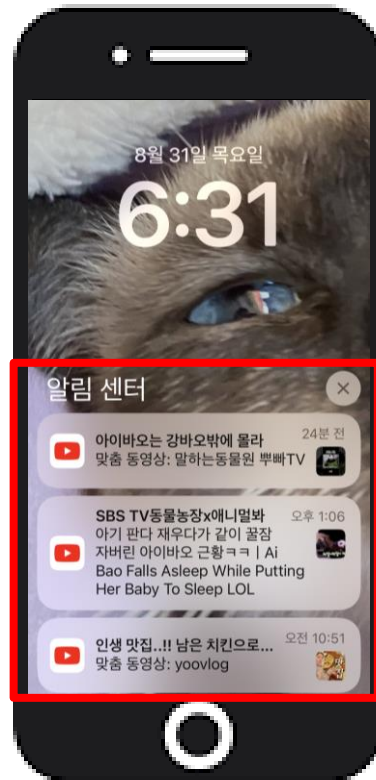 8월 31일 목요일
6:31
알림 센터
아이바오는 강바오밖에 몰라
24분 전
맞춤 동영상: 말하는동물원 뿌빠TV
SBS TV동물농장x애니멀봐
오후 1:06
아기 판다 재우다가 같이 꿀잠
자버린 아이바오 근황ㅋㅋ | Ai
Bao Falls Asleep While Putting
Her Baby To Sleep LOL
인생 맛집..!! 남은 치킨으로...
오전 10:51
맞춤 동영상: yoovlog